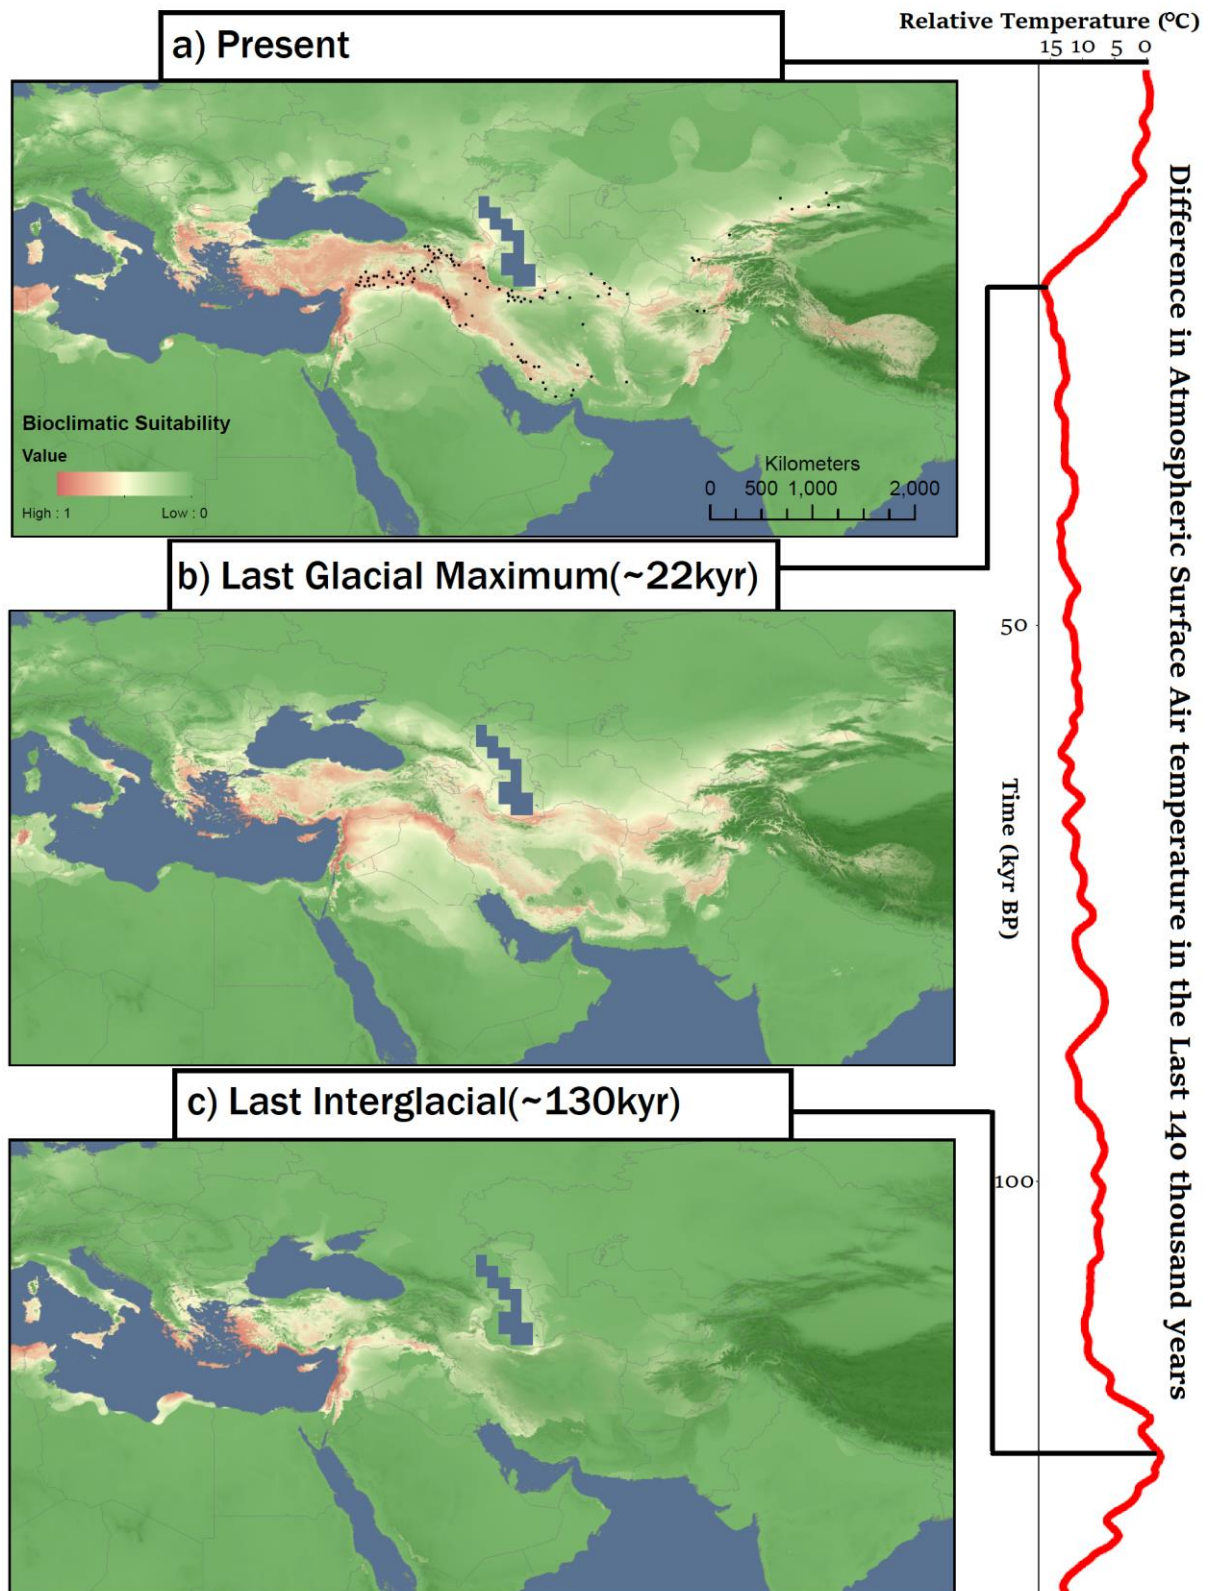 Relative Temperature (°C)
15 10 5 0
a) Present
Bioclimatic Suitability
Value
High : 1 Low : 0
Kilometers
0 500 1,000 2,000
b) Last Glacial Maximum(~22kyr)
50
Time (kyr BP)
c) Last Interglacial(~130kyr)
100
Difference in Atmospheric Surface Air temperature in the Last 140 thousand years